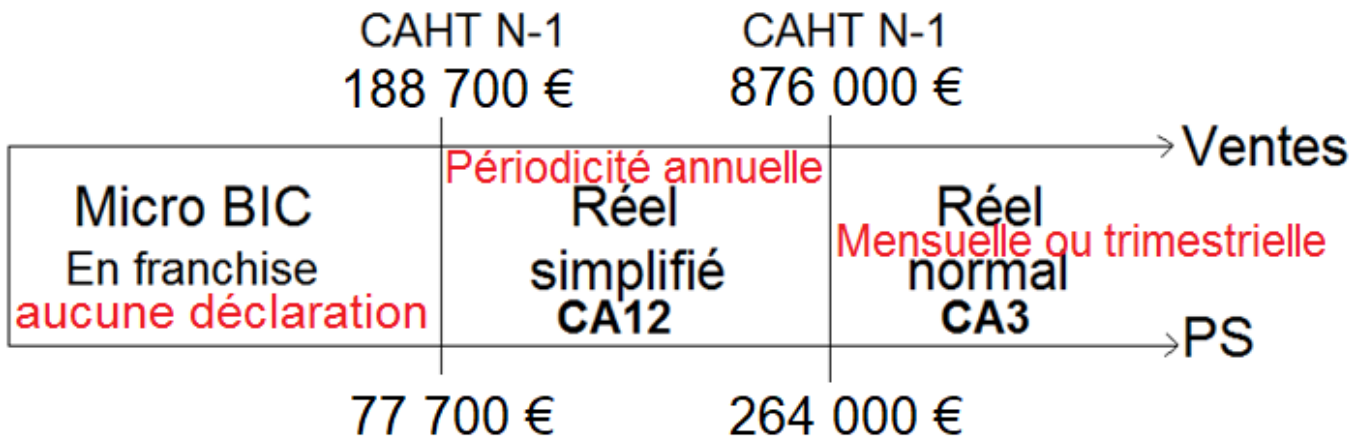 CAHT N-1
188 700 €
CAHT N-1
876 000 €
Ventes
Périodicité annuelle
Micro BIC
En franchise
aucune déclaration
Réel
simplifié
CA12
Réel
Mensuelle ou trimestrielle
normal
CA3
PS
77 700 €
264 000 €